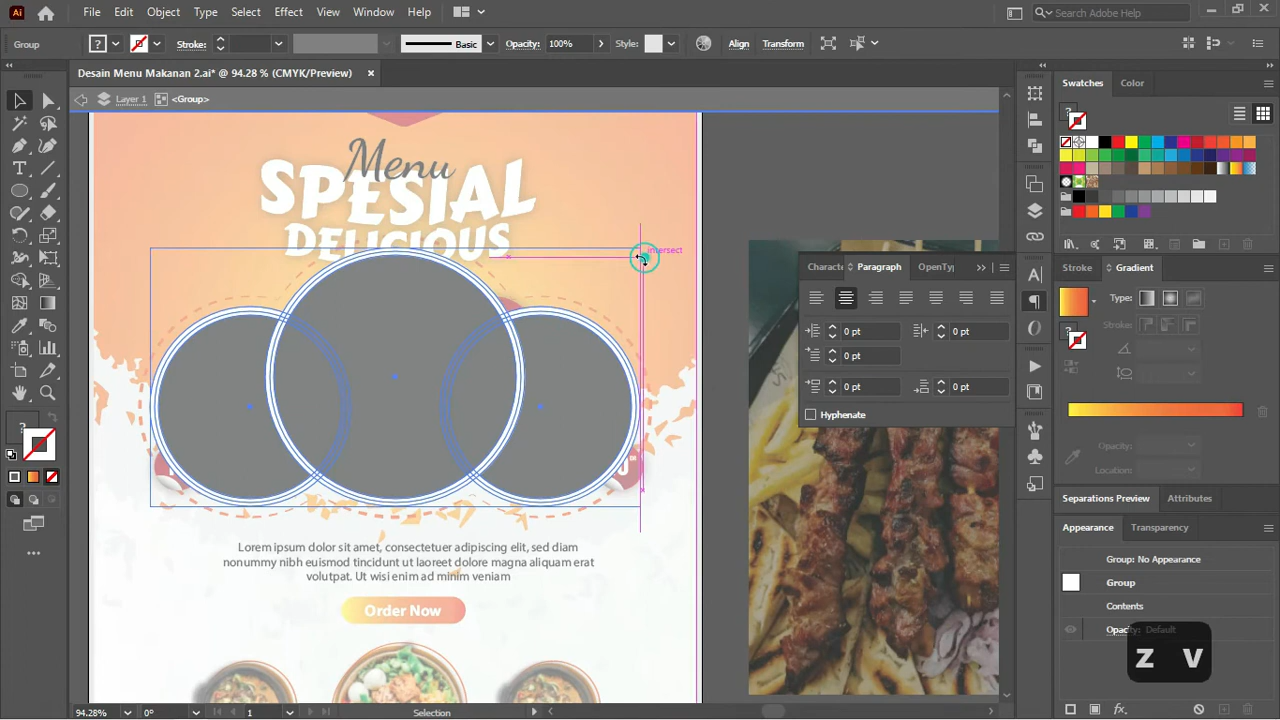 Ai
File Edit Object Type Select Effect View Window Help
Search Adobe Help
Group
?
Stroke:
Basic
Opacity: 100%
Style:
Align
Transform
Desain Menu Makanan 2.ai* @ 94.28 % (CMYK/Preview) ×
Layer 1
<Group>
Menu
SPESIAL
DELICIOUS
intersect
Lorem ipsum dolor sit amet, consectetuer adipiscing elit, sed diam
nonummy nibh euismod tincidunt ut laoreet dolore magna aliquam erat
volutpat. Ut wisi enim ad minim veniam
Order Now
Characte Paragraph OpenTy
0 pt 0 pt
0 pt
0 pt 0 pt
Hyphenate
Swatches Color
Stroke Gradient
Type:
Stroke:
Opacity:
Location:
Separations Preview Attributes
Appearance Transparency
Group: No Appearance
Group
Contents
Opacity: Default
z V
94.28% 0° 1 Selection